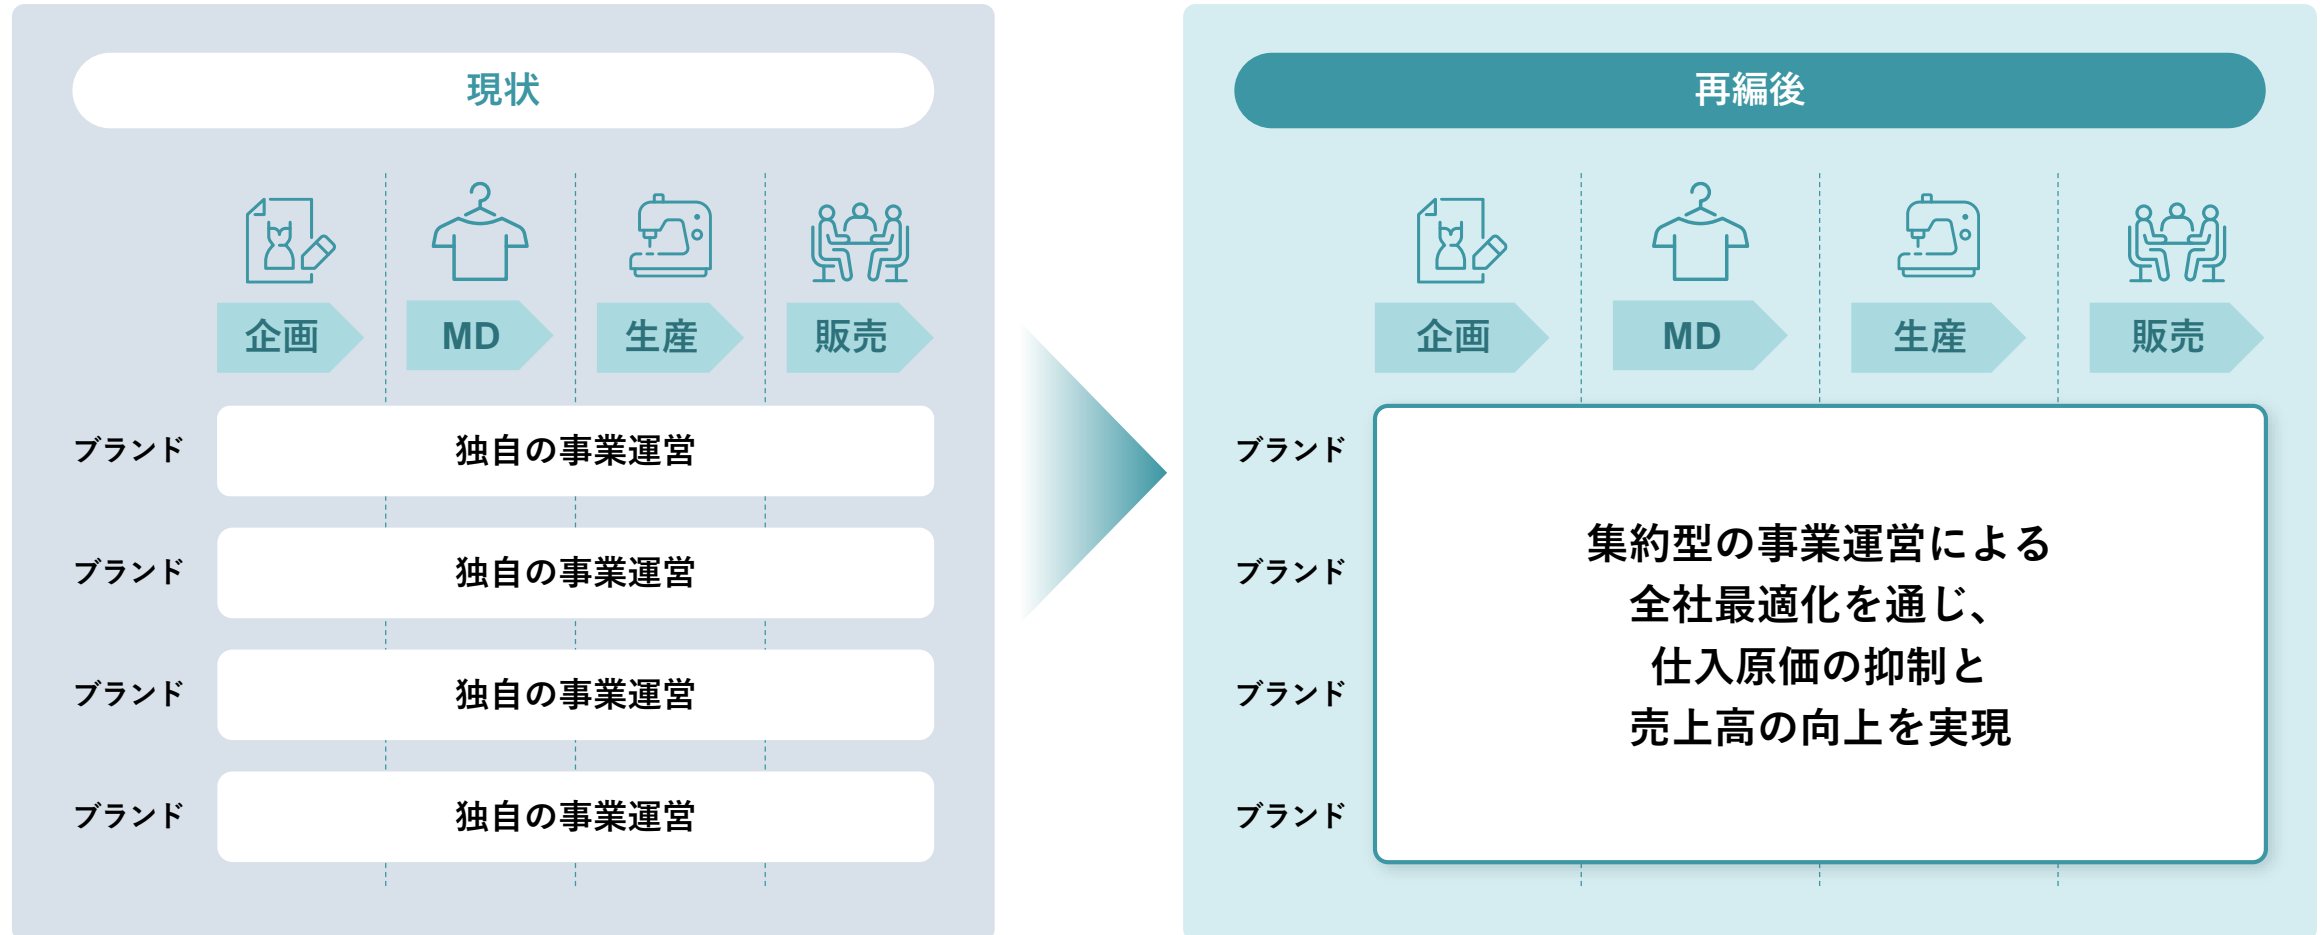 現状
企画
MD
生産
販売
ブランド
独自の事業運営
ブランド
独自の事業運営
ブランド
独自の事業運営
ブランド
独自の事業運営
再編後
企画
MD
生産
販売
ブランド
ブランド
ブランド
ブランド
集約型の事業運営による
全社最適化を通じ、
仕入原価の抑制と
売上高の向上を実現